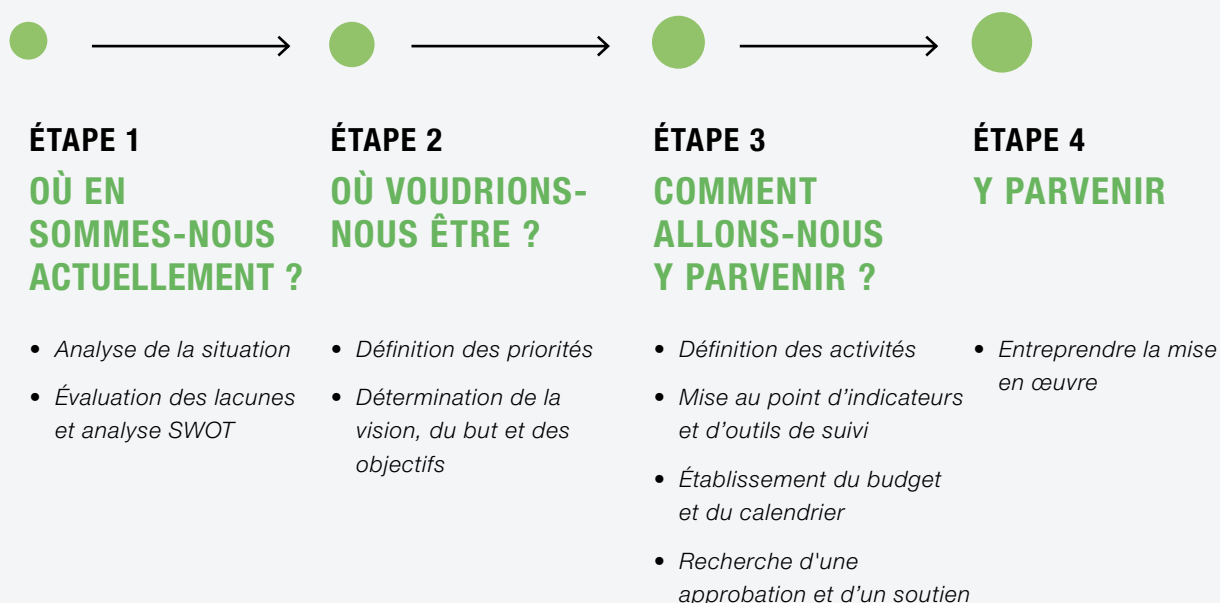 ÉTAPE 1
OÙ EN
SOMMES-NOUS
ACTUELLEMENT ?
• Analyse de la situation
• Évaluation des lacunes
et analyse SWOT
ÉTAPE 2
OÙ VOUDRIONS-
NOUS ÊTRE ?
• Définition des priorités
• Détermination de la
vision, du but et des
objectifs
ÉTAPE 3
COMMENT
ALLONS-NOUS
Y PARVENIR ?
• Définition des activités
• Mise au point d’indicateurs
et d’outils de suivi
• Établissement du budget
et du calendrier
• Recherche d'une
approbation et d’un soutien
ÉTAPE 4
Y PARVENIR
• Entreprendre la mise
en œuvre